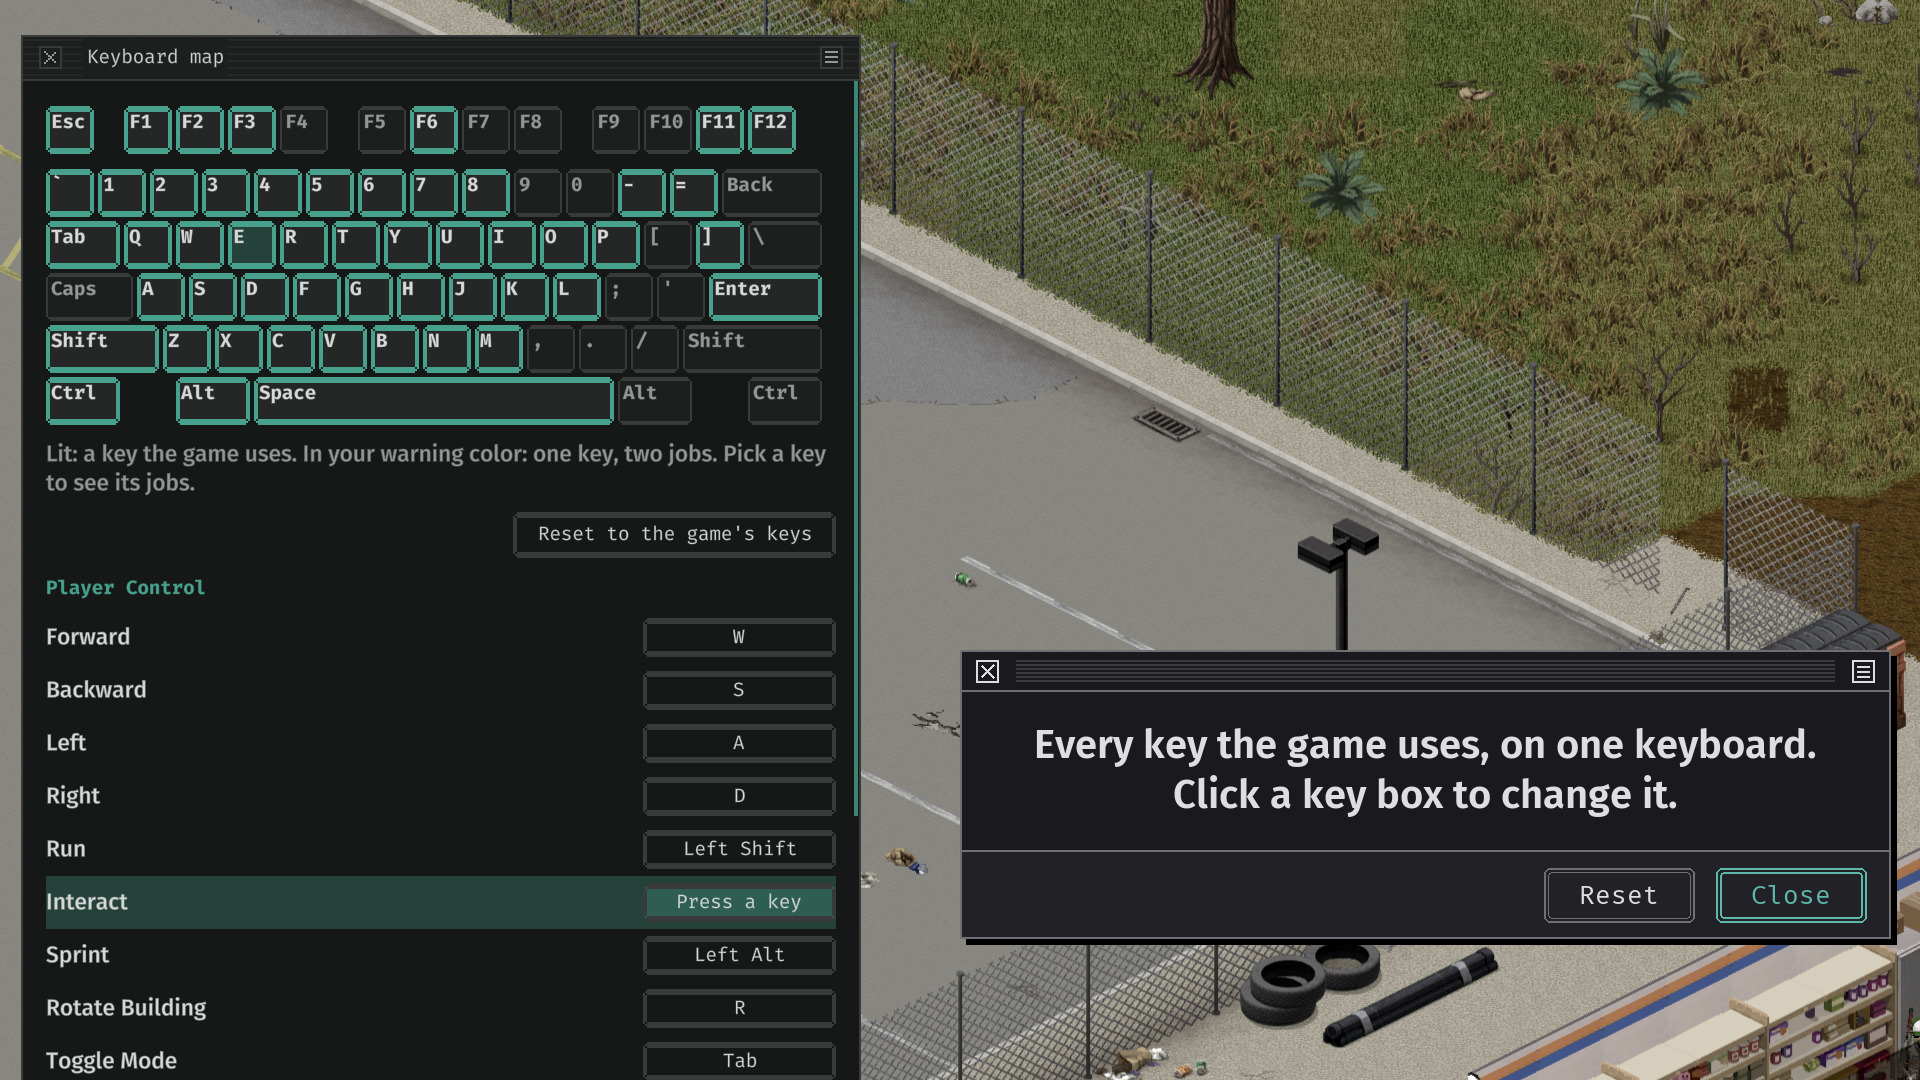 Keyboard map
Esc F1 F2 F3 F4 F5 F6 F7 F8 F9 F10 F11 F12
` 1 2 3 4 5 6 7 8 9 0 - = Back
Tab Q W E R T Y U I O P [ ] \
Caps A S D F G H J K L ; ' Enter
Shift Z X C V B N M , . / Shift
Ctrl Alt Space Alt Ctrl
Lit: a key the game uses. In your warning color: one key, two jobs. Pick a key
to see its jobs.
Reset to the game's keys
Player Control
Forward W
Backward S
Left A
Right D
Run Left Shift
Interact Press a key
Sprint Left Alt
Rotate Building R
Toggle Mode Tab
Every key the game uses, on one keyboard.
Click a key box to change it.
Reset Close